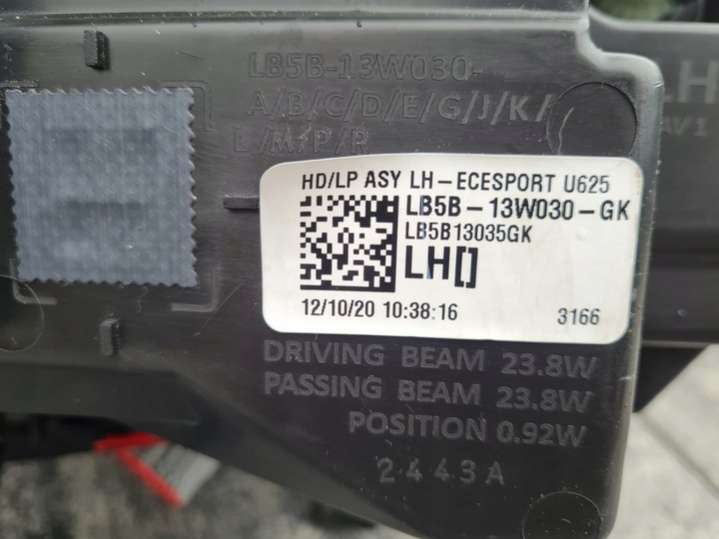 LB5B-13W030-
A/B/C/D/E/G/J/K/
L/M/P/R
LH
HD/LP ASY LH-ECESPORT U625
LB5B-13W030-GK
LB5B13035GK
LH[]
12/10/20 10:38:16
3166
DRIVING BEAM 23.8W
PASSING BEAM 23.8W
POSITION 0.92W
2443A